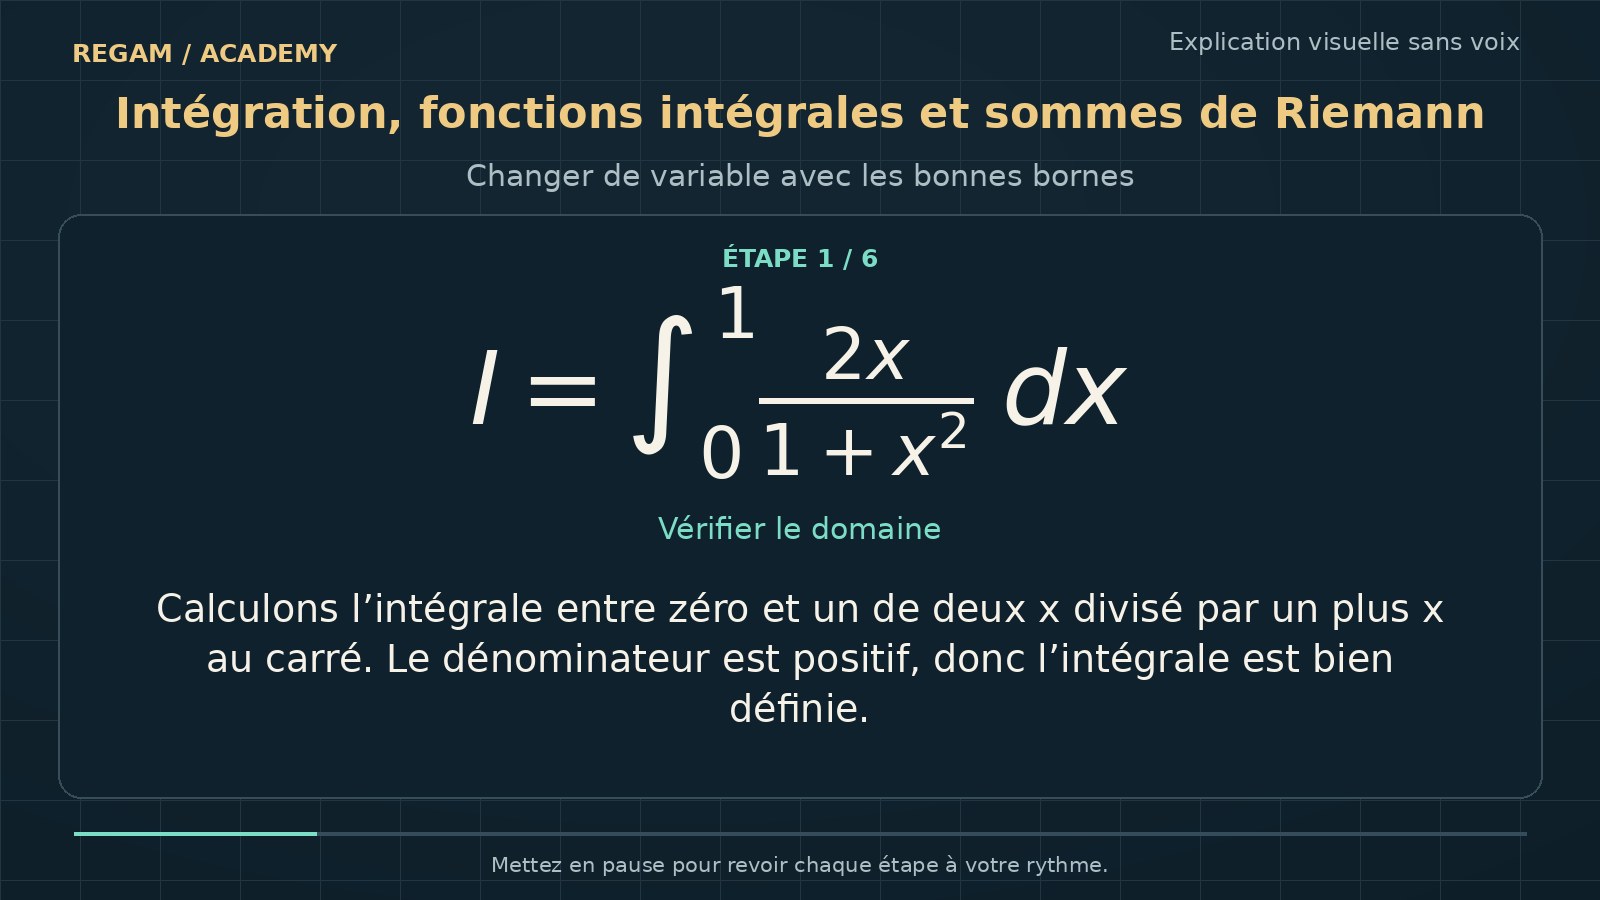 REGAM / ACADEMY
Explication visuelle sans voix
Intégration, fonctions intégrales et sommes de Riemann
Changer de variable avec les bonnes bornes
ÉTAPE 1 / 6
I = ∫₀¹ 2x / (1 + x²) dx
Vérifier le domaine
Calculons l’intégrale entre zéro et un de deux x divisé par un plus x
au carré. Le dénominateur est positif, donc l’intégrale est bien
définie.
Mettez en pause pour revoir chaque étape à votre rythme.